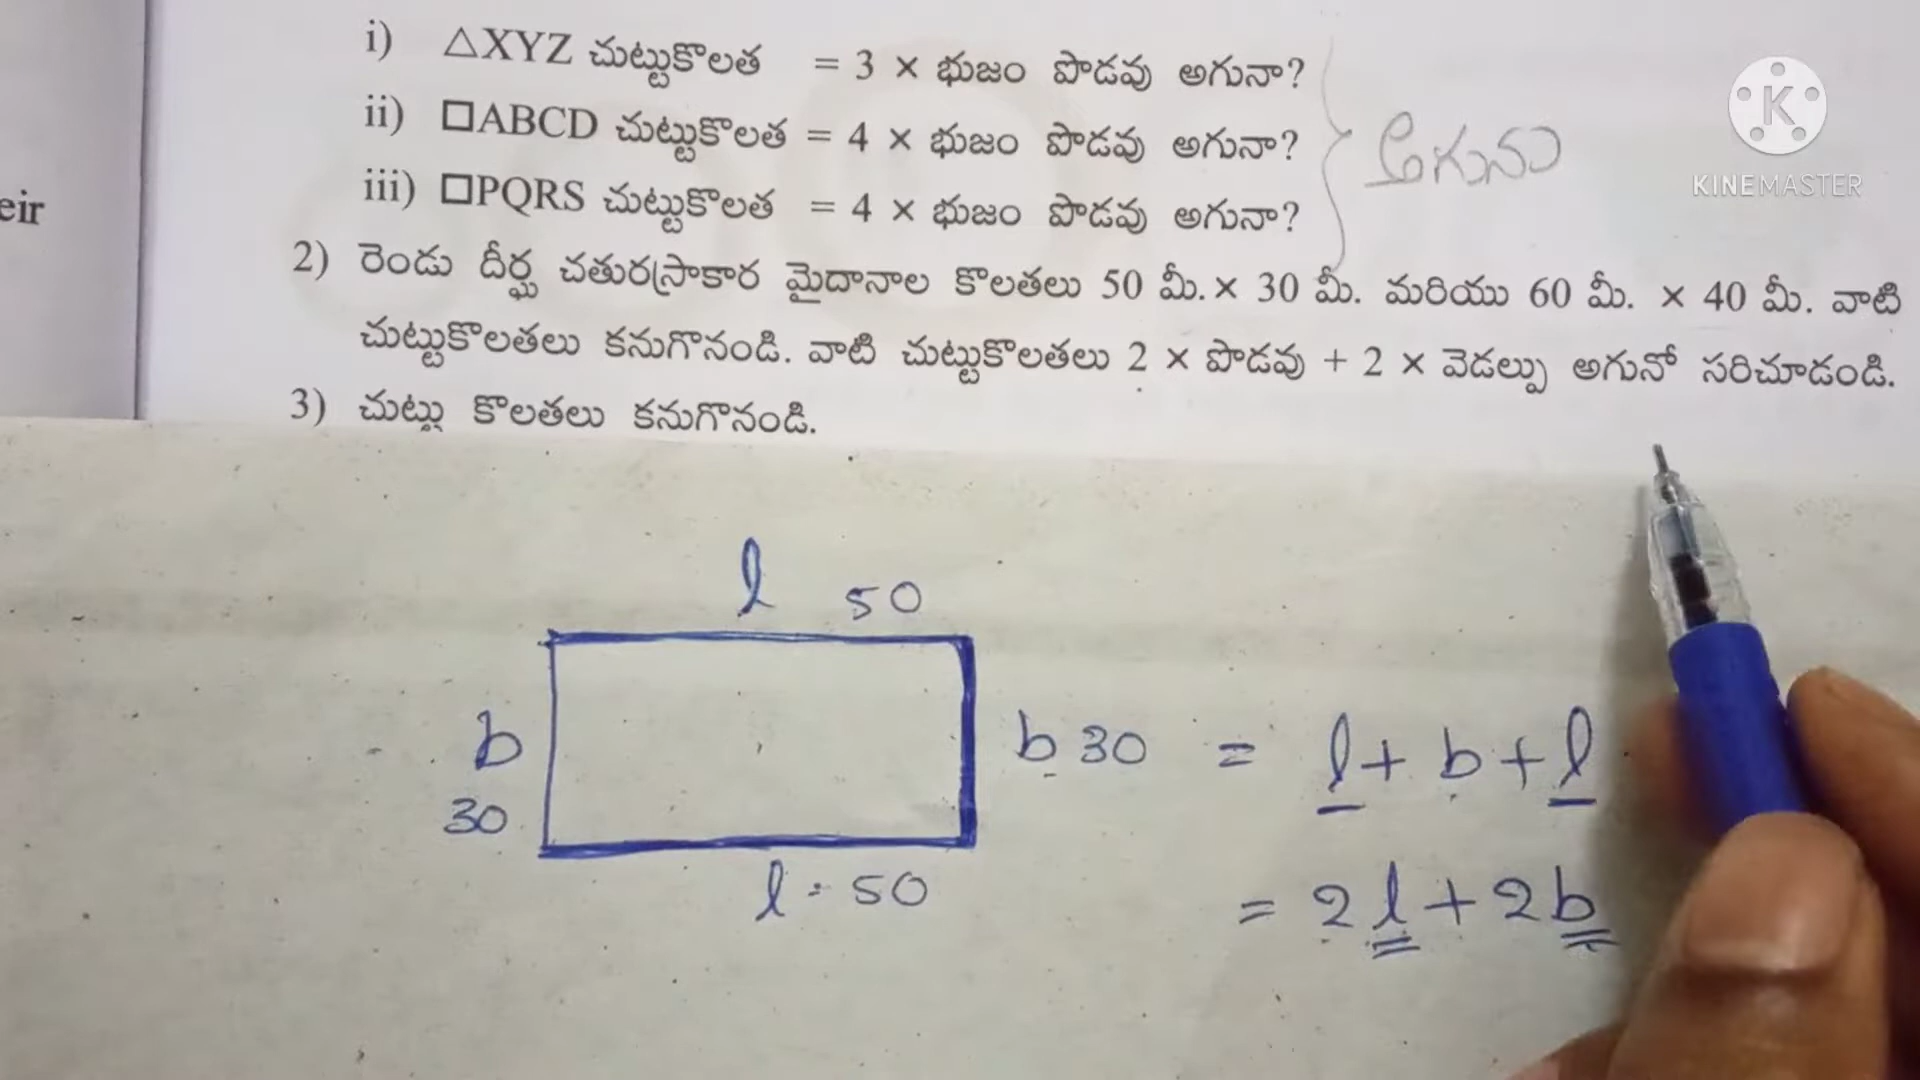 i) △XYZ చుట్టుకొలత = 3 × భుజం పొడవు అగునా?
ii) □ABCD చుట్టుకొలత = 4 × భుజం పొడవు అగునా?
iii) □PQRS చుట్టుకొలత = 4 × భుజం పొడవు అగునా?
అగును
K
KINEMASTER
eir
2) రెండు దీర్ఘ చతురస్రాకార మైదానాల కొలతలు 50 మీ. × 30 మీ. మరియు 60 మీ. × 40 మీ. వాటి
చుట్టుకొలతలు కనుగొనండి. వాటి చుట్టుకొలతలు 2 × పొడవు + 2 × వెడల్పు అగునో సరిచూడండి.
3) చుట్టు కొలతలు కనుగొనండి.
l 50
b
30
b 30
l = 50
= l + b + l
= 2l + 2b